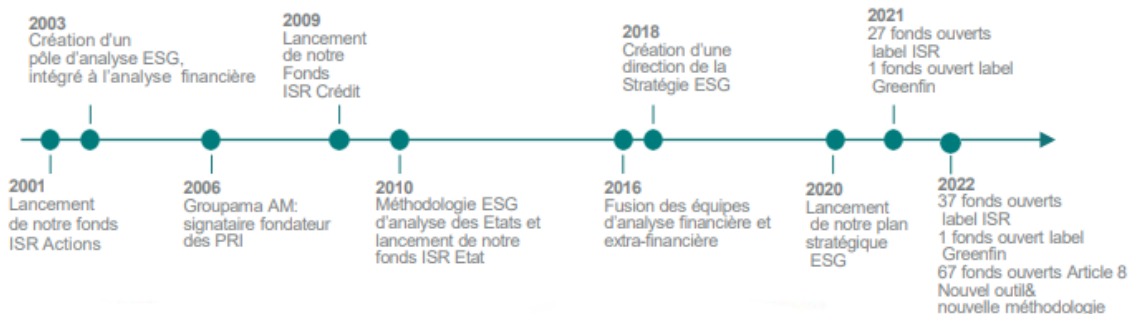 2003
Création d'un
pôle d'analyse ESG,
intégré à l'analyse financière
2009
Lancement
de notre
Fonds
ISR Crédit
2018
Création d'une
direction de la
Stratégie ESG
2021
27 fonds ouverts
label ISR
1 fonds ouvert label
Greenfin
2001
Lancement
de notre fonds
ISR Actions
2006
Groupama AM:
signataire fondateur
des PRI
2010
Méthodologie ESG
d'analyse des Etats et
lancement de notre
fonds ISR Etat
2016
Fusion des équipes
d'analyse financière et
extra-financière
2020
Lancement
de notre plan
stratégique
ESG
2022
37 fonds ouverts
label ISR
1 fonds ouvert label
Greenfin
67 fonds ouverts Article 8
Nouvel outil&
nouvelle méthodologie